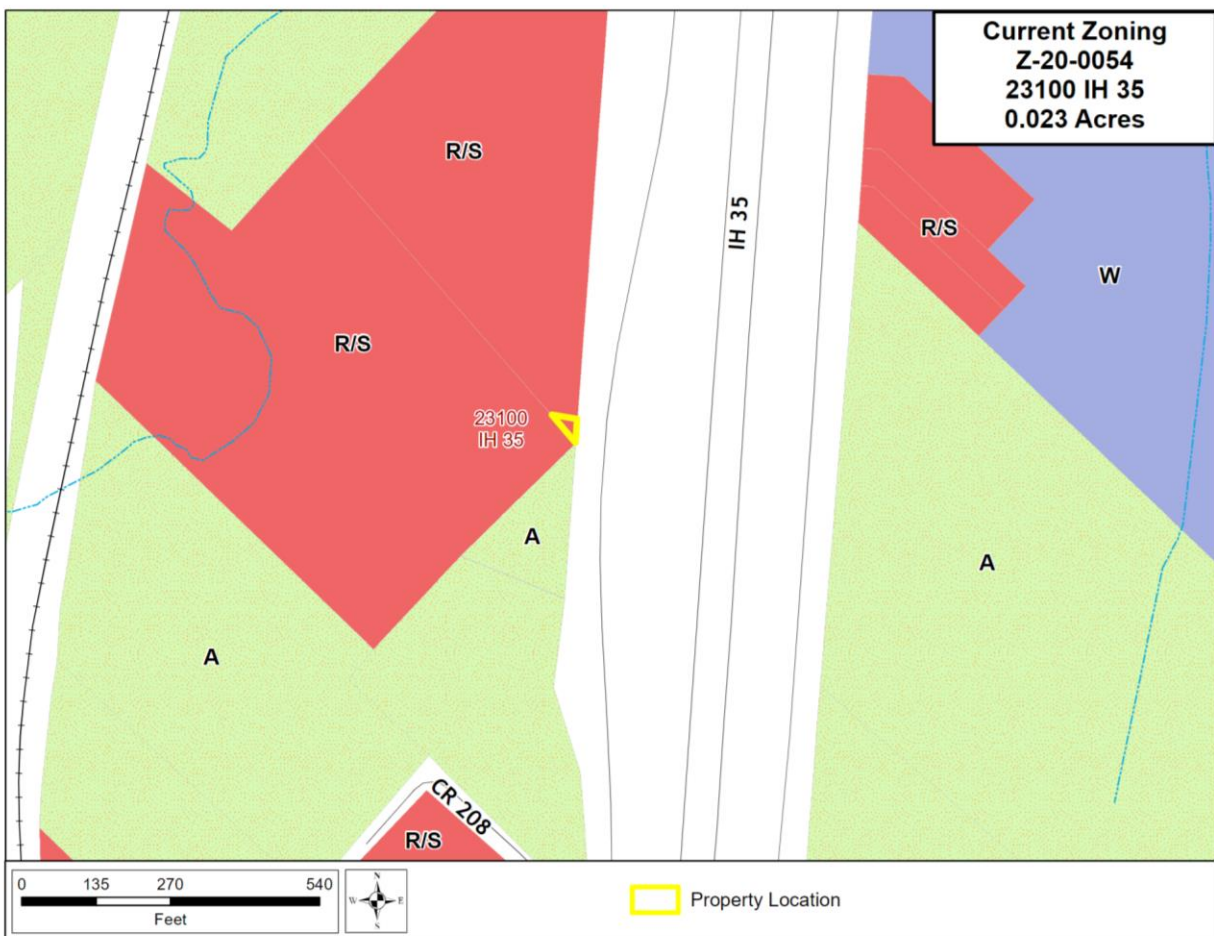 Current Zoning
Z-20-0054
23100 IH 35
0.023 Acres
R/S
IH 35
R/S
W
R/S
23100
IH 35
A
A
A
CR 208
R/S
0 135 270 540
Feet
N
W E
S
Property Location